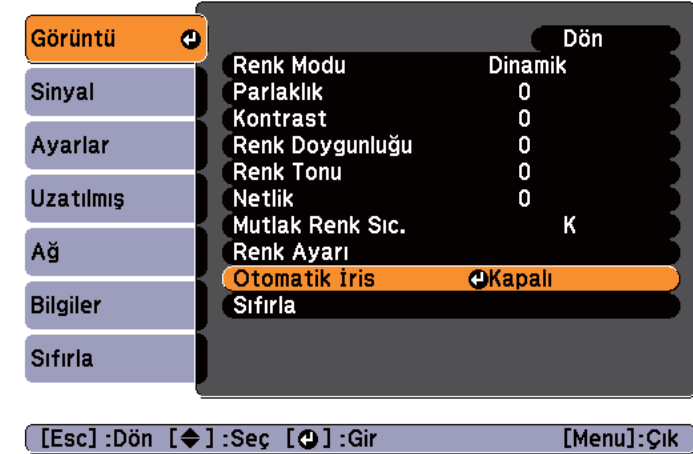 Görüntü
Sinyal
Ayarlar
Uzatılmış
Ağ
Bilgiler
Sıfırla
Dön
Renk Modu Dinamik
Parlaklık 0
Kontrast 0
Renk Doygunluğu 0
Renk Tonu 0
Netlik 0
Mutlak Renk Sıc. K
Renk Ayarı
Otomatik İris Kapalı
Sıfırla
[Esc] :Dön [◆] :Seç [⏎] :Gir [Menu]:Çık